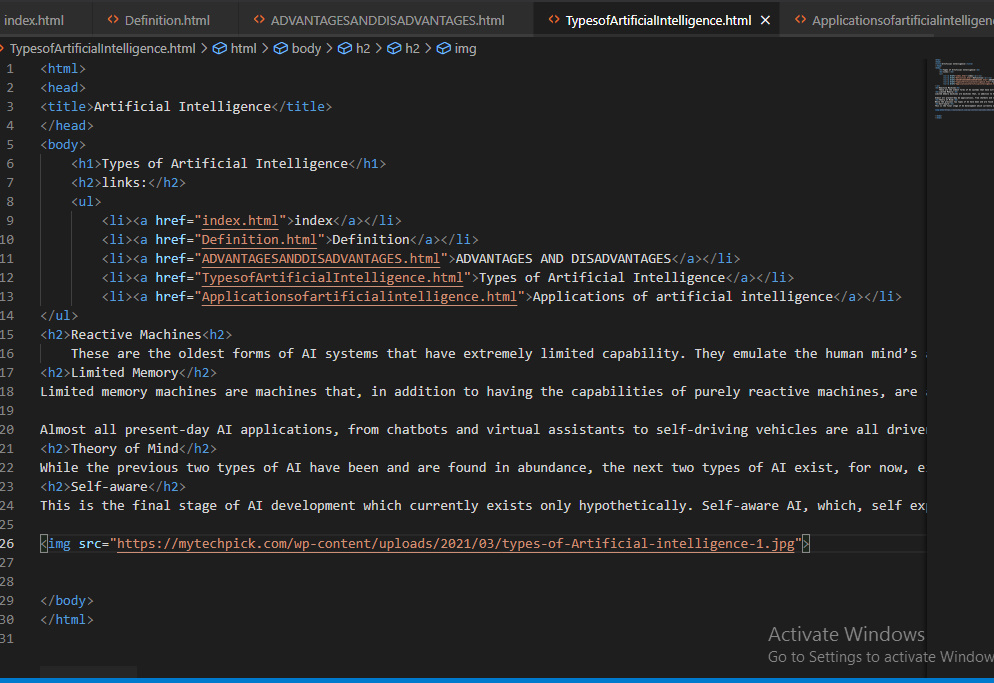 index.html Definition.html ADVANTAGESANDDISADVANTAGES.html TypesofArtificialIntelligence.html Applicationsofartificialintelligen
TypesofArtificialIntelligence.html > html > body > h2 > h2 > img
1 <html>
2 <head>
3 <title>Artificial Intelligence</title>
4 </head>
5 <body>
6 <h1>Types of Artificial Intelligence</h1>
7 <h2>links:</h2>
8 <ul>
9 <li><a href="index.html">index</a></li>
10 <li><a href="Definition.html">Definition</a></li>
11 <li><a href="ADVANTAGESANDDISADVANTAGES.html">ADVANTAGES AND DISADVANTAGES</a></li>
12 <li><a href="TypesofArtificialIntelligence.html">Types of Artificial Intelligence</a></li>
13 <li><a href="Applicationsofartificialintelligence.html">Applications of artificial intelligence</a></li>
14 </ul>
15 <h2>Reactive Machines<h2>
16 These are the oldest forms of AI systems that have extremely limited capability. They emulate the human mind’s
17 <h2>Limited Memory</h2>
18 Limited memory machines are machines that, in addition to having the capabilities of purely reactive machines, are
19
20 Almost all present-day AI applications, from chatbots and virtual assistants to self-driving vehicles are all drive
21 <h2>Theory of Mind</h2>
22 While the previous two types of AI have been and are found in abundance, the next two types of AI exist, for now, e
23 <h2>Self-aware</h2>
24 This is the final stage of AI development which currently exists only hypothetically. Self-aware AI, which, self exp
25
26 <img src="https://mytechpick.com/wp-content/uploads/2021/03/types-of-Artificial-intelligence-1.jpg">
27
28
29 </body>
30 </html>
31
Activate Windows
Go to Settings to activate Window